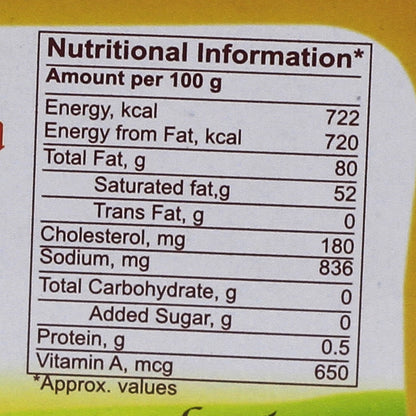 Nutritional Information*
Amount per 100 g
Energy, kcal 722
Energy from Fat, kcal 720
Total Fat, g 80
Saturated fat,g 52
Trans Fat, g 0
Cholesterol, mg 180
Sodium, mg 836
Total Carbohydrate, g 0
Added Sugar, g 0
Protein, g 0.5
Vitamin A, mcg 650
*Approx. values